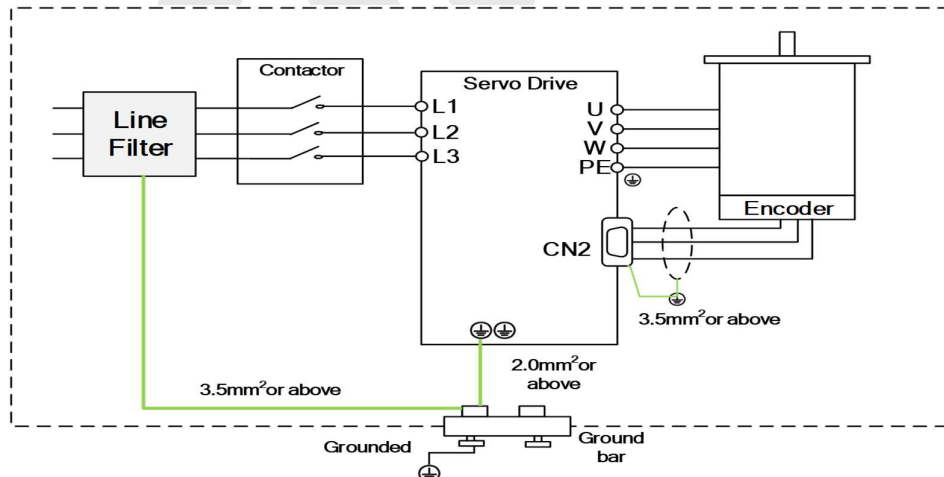 Contactor
Servo Drive
Line
Filter
L1
L2
L3
U
V
W
PE
Encoder
CN2
3.5mm²or above
2.0mm²or
above
3.5mm²or above
Grounded
Ground
bar